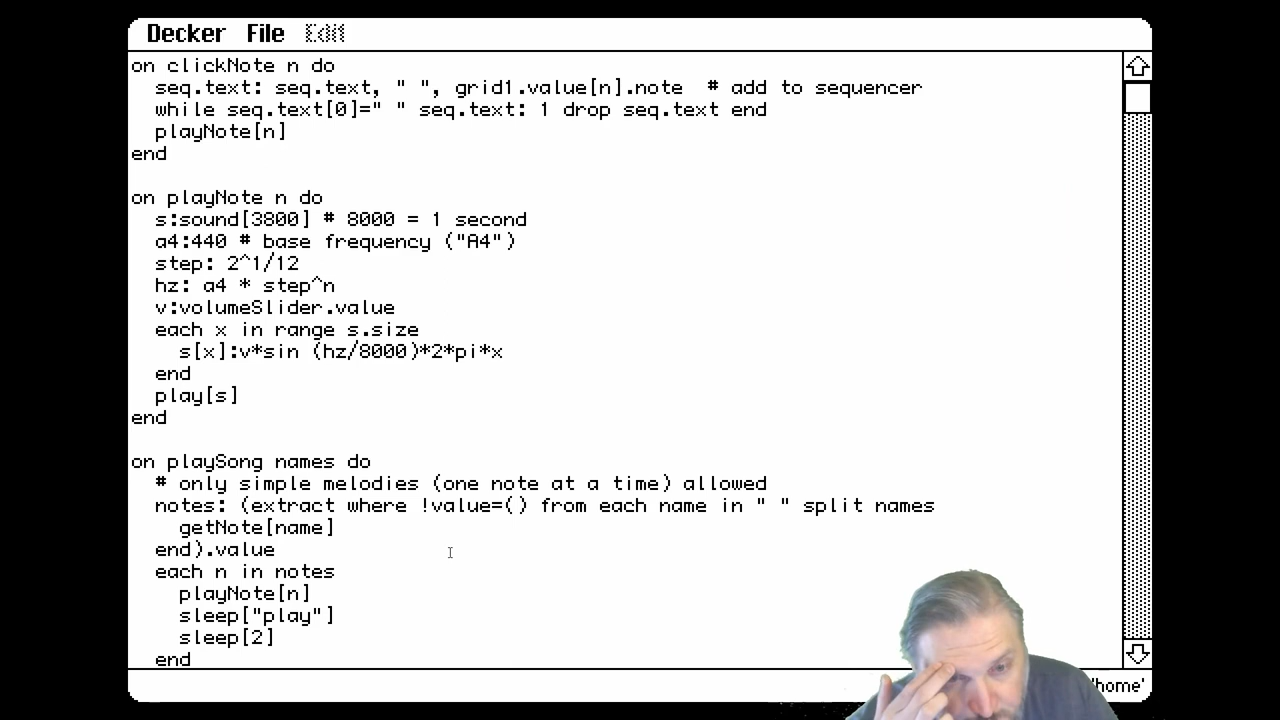 Decker File Edit
on clickNote n do
seq.text: seq.text, " ", grid1.value[n].note # add to sequencer
while seq.text[0]=" " seq.text: 1 drop seq.text end
playNote[n]
end
on playNote n do
s:sound[3800] # 8000 = 1 second
a4:440 # base frequency ("A4")
step: 2^1/12
hz: a4 * step^n
v:volumeSlider.value
each x in range s.size
s[x]:v*sin (hz/8000)*2*pi*x
end
play[s]
end
on playSong names do
# only simple melodies (one note at a time) allowed
notes: (extract where !value=() from each name in " " split names
getNote[name]
end).value
each n in notes
playNote[n]
sleep["play"]
sleep[2]
end
'home'